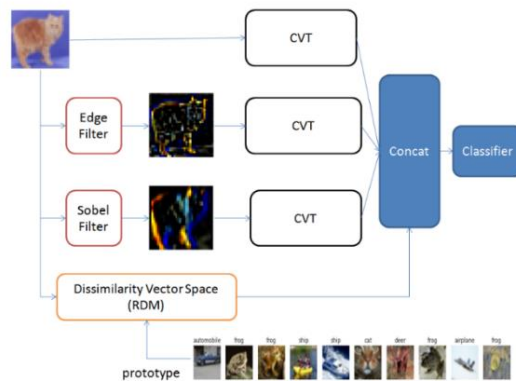 CVT
Edge
Filter
CVT
Concat
Classifier
Sobel
Filter
CVT
Dissimilarity Vector Space
(RDM)
automobile frog frog ship ship cat deer frog airplane frog
prototype